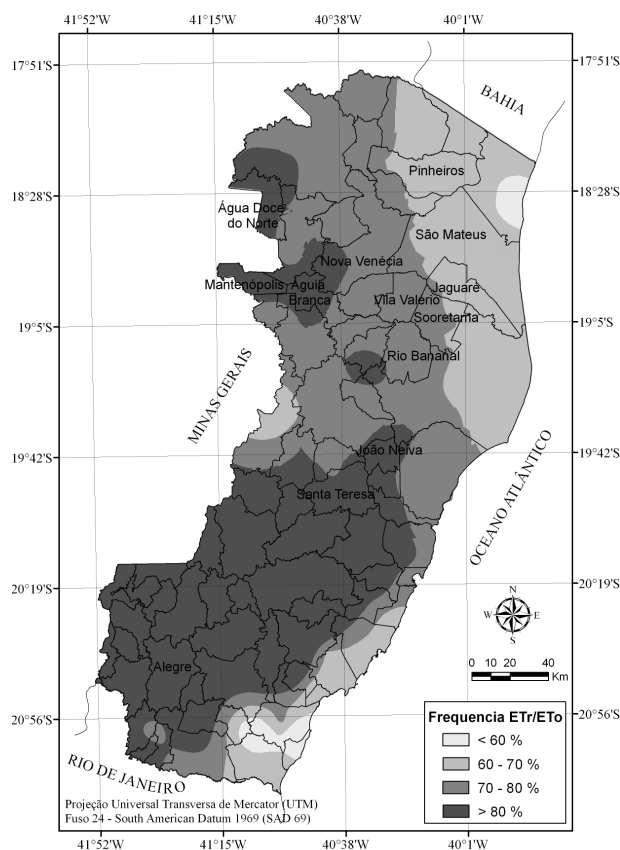 41°52'W 41°15'W 40°38'W 40°1'W
17°51'S 17°51'S
BAHIA
Pinheiros
18°28'S 18°28'S
Água Doce
do Norte
São Mateus
Nova Venécia
Mantenópolis Aguia
Branca
Jaguaré
Vila Valério
Sooretama
19°5'S 19°5'S
Rio Bananal
MINAS GERAIS
João Neiva
19°42'S 19°42'S
Santa Teresa
OCEANO ATLÂNTICO
20°19'S 20°19'S
N
W E
S
Alegre
0 10 20 40
Km
20°56'S 20°56'S
Frequencia ETr/ETo
< 60 %
60 - 70 %
70 - 80 %
> 80 %
RIO DE JANEIRO
Projeção Universal Transversa de Mercator (UTM)
Fuso 24 - South American Datum 1969 (SAD 69)
41°52'W 41°15'W 40°38'W 40°1'W